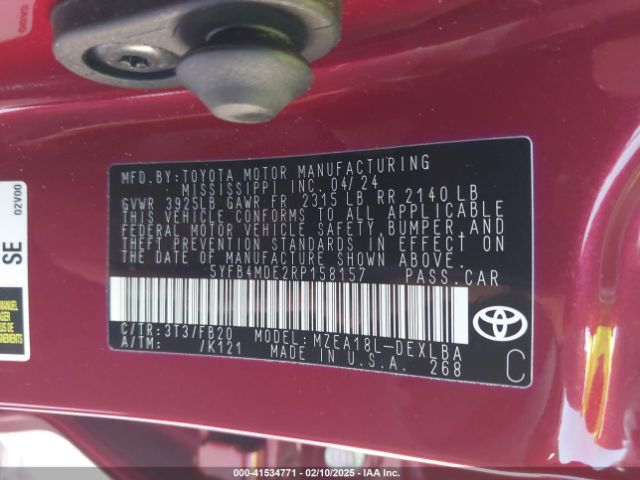 MFD.BY:TOYOTA MOTOR MANUFACTURING
MISSISSIPPI INC. 04/24
GVWR 3925LB GAWR FR 2315 LB RR 2140 LB
THIS VEHICLE CONFORMS TO ALL APPLICABLE
FEDERAL MOTOR VEHICLE SAFETY,BUMPER,AND
THEFT PREVENTION STANDARDS IN EFFECT ON
THE DATE OF MANUFACTURE SHOWN ABOVE.
5YFB4MDE2RP158157 PASS.CAR
C/TR:3T3/FB20 MODEL:MZEA18L-DEXLBA
A/TM: /K121 MADE IN U.S.A. 268
C
02V00
SE
MANUEL
000-41534771 - 02/10/2025 - IAA Inc.